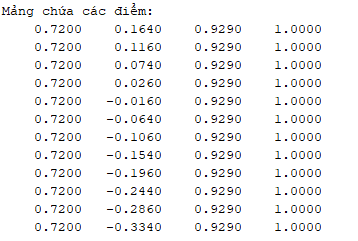 Mảng chứa các điểm:
0.7200 0.1640 0.9290 1.0000
0.7200 0.1160 0.9290 1.0000
0.7200 0.0740 0.9290 1.0000
0.7200 0.0260 0.9290 1.0000
0.7200 -0.0160 0.9290 1.0000
0.7200 -0.0640 0.9290 1.0000
0.7200 -0.1060 0.9290 1.0000
0.7200 -0.1540 0.9290 1.0000
0.7200 -0.1960 0.9290 1.0000
0.7200 -0.2440 0.9290 1.0000
0.7200 -0.2860 0.9290 1.0000
0.7200 -0.3340 0.9290 1.0000